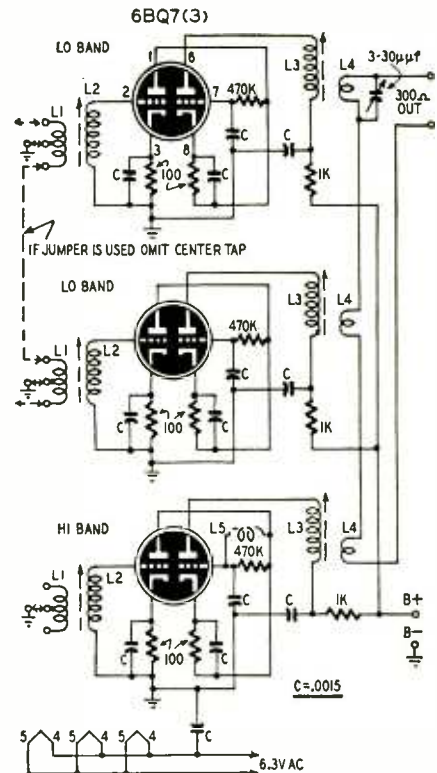 6BQ7(3)
LO BAND
1 6
L2 2 7 470K L3 L4 3-30µµf
L1 300Ω
OUT
3 8 C C
C 100 C 1K
IF JUMPER IS USED OMIT CENTER TAP
LO BAND
L3 L4
L1 L2 470K
C C
C 100 C 1K
HI BAND
L5 L3 L4
L1 L2 470K
C C 1K B+
C 100 C B-
C=.0015
C
5 4 5 4 5 4
6.3V AC